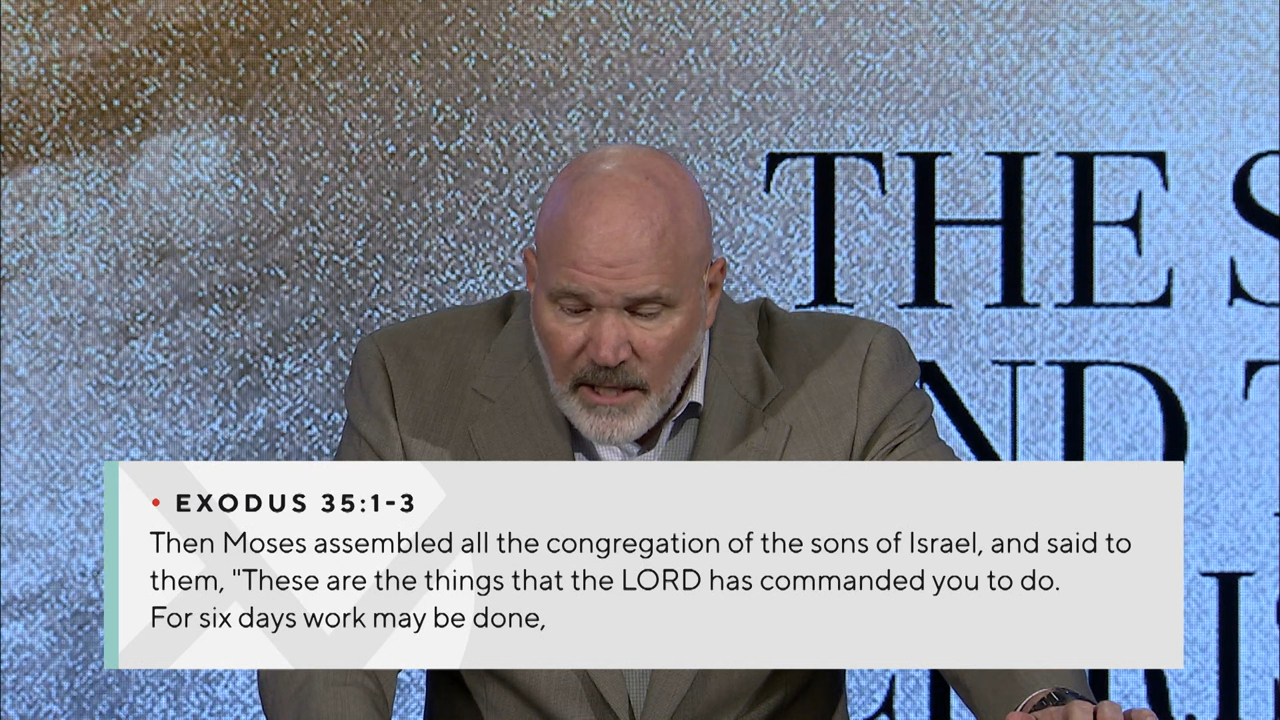 THE
AND
• EXODUS 35:1-3
Then Moses assembled all the congregation of the sons of Israel, and said to
them, "These are the things that the LORD has commanded you to do.
For six days work may be done,